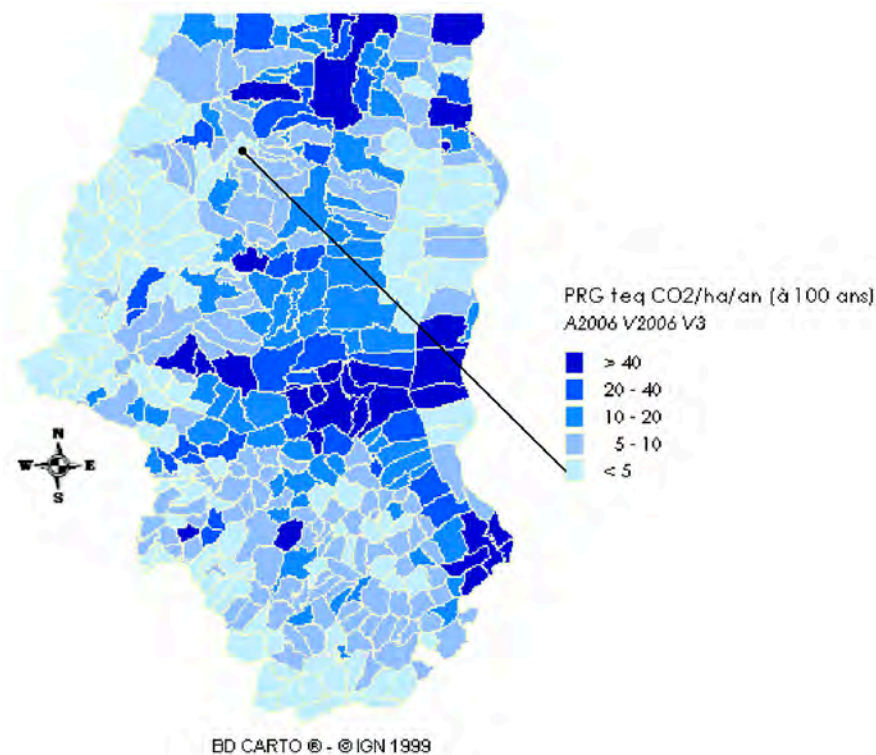 PRG teq CO2/ha/an (à 100 ans)
A2006 V2006 V3
> 40
20 - 40
10 - 20
5 - 10
< 5
N
W E
S
BD CARTO ® - © IGN 1999